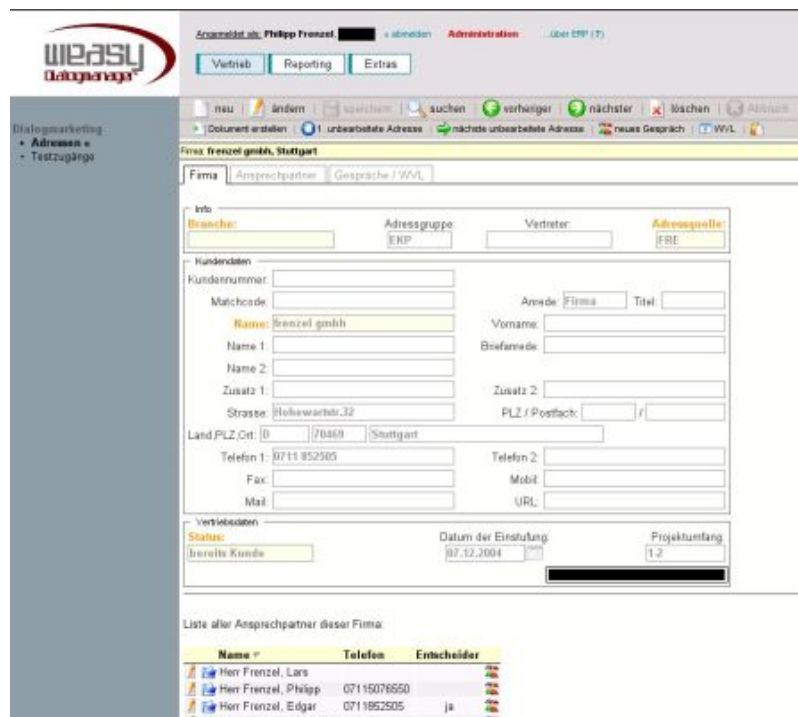 weasy
Dialogmanager
Angemeldet als: Philipp Frenzel, » abmelden Administration ..über ERP (?)
Vertrieb Reporting Extras
neu ändern speichern suchen vorheriger nächster löschen Abbruch
Dokument erstellen 1. unbearbeitete Adresse nächste unbearbeitete Adresse neues Gespräch WVL
Dialogmarketing
Adressen «
Testzugänge
Firma: frenzel gmbh, Stuttgart
Firma Ansprechpartner Gespräche / WVL
Info
Branche: Adressgruppe: Vertreter: Adressquelle:
EKP FRE
Kundendaten
Kundennummer:
Matchcode: Anrede: Firma Titel:
Name: frenzel gmbh Vorname:
Name 1: Briefanrede:
Name 2:
Zusatz 1: Zusatz 2:
Strasse: Hohewartstr.32 PLZ / Postfach: /
Land,PLZ,Ort: D 70469 Stuttgart
Telefon 1: 0711 852505 Telefon 2:
Fax: Mobil:
Mail: URL:
Vertriebsdaten
Status: Datum der Einstufung: Projektumfang:
bereits Kunde 07.12.2004 1-2
Liste aller Ansprechpartner dieser Firma:
Name Telefon Entscheider
Herr Frenzel, Lars
Herr Frenzel, Philipp 07115076550
Herr Frenzel, Edgar 0711852505 ja